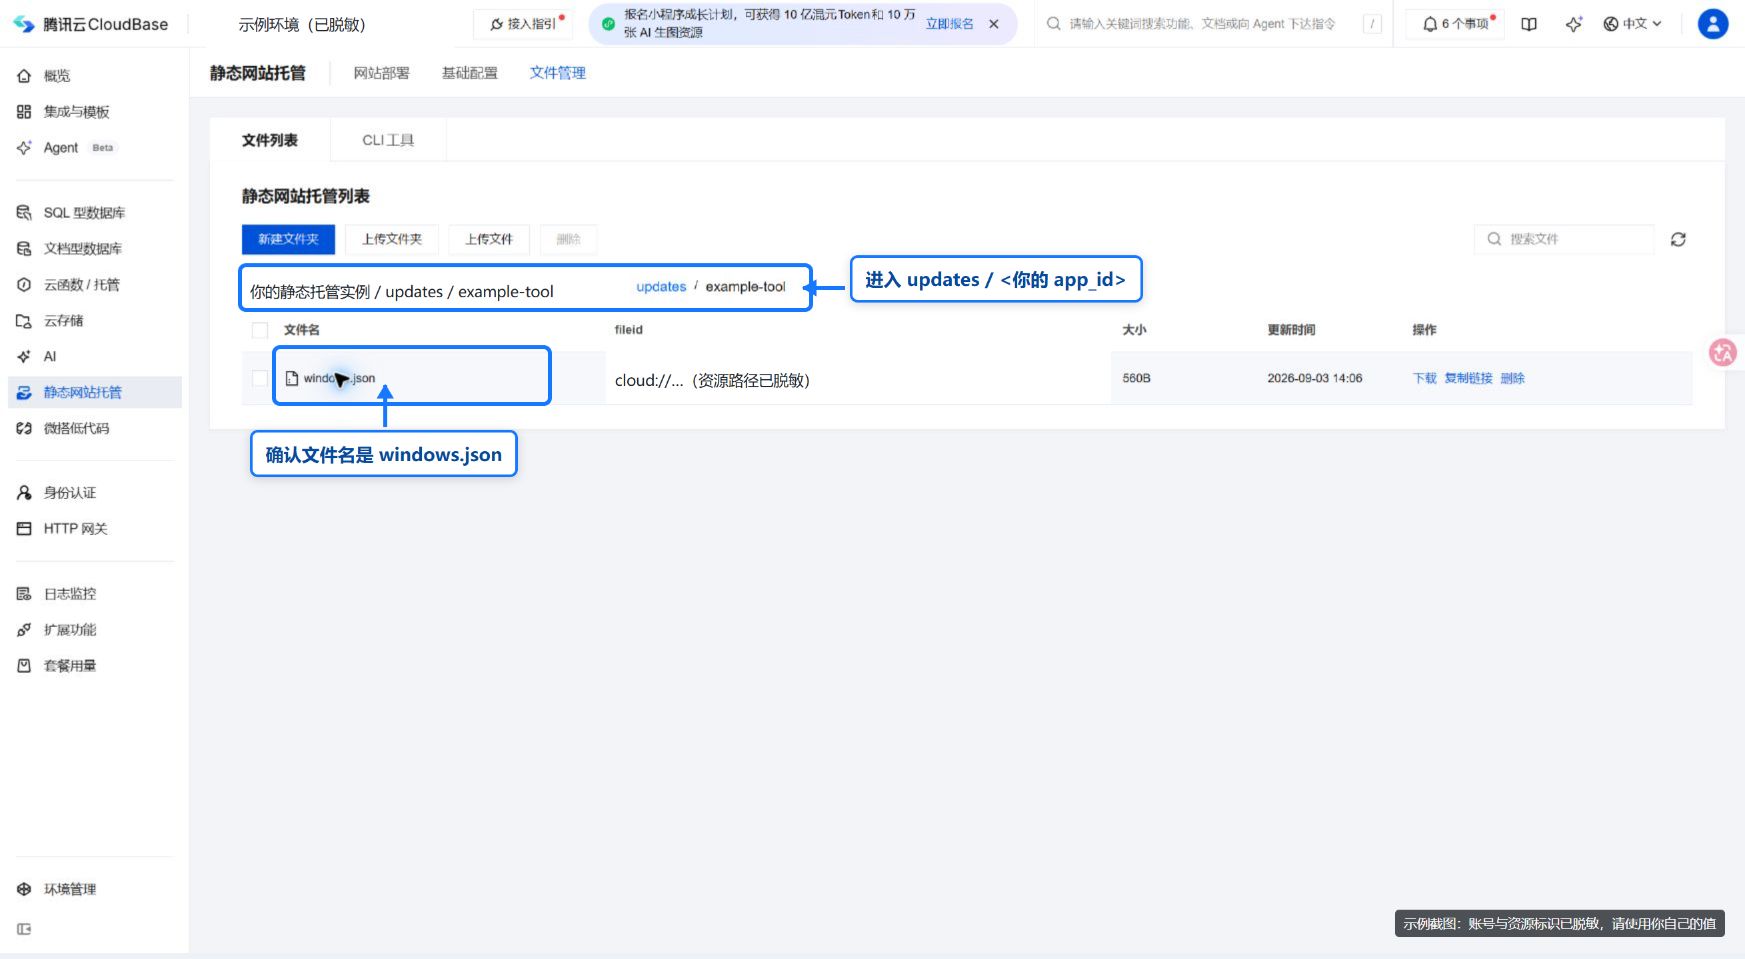 腾讯云CloudBase
示例环境（已脱敏）
接入指引
报名小程序成长计划，可获得 10 亿混元Token和 10 万
张 AI 生图资源
立即报名
请输入关键词搜索功能、文档或向 Agent 下达指令
/
6 个事项
中文
概览
集成与模板
Agent Beta
SQL 型数据库
文档型数据库
云函数 / 托管
云存储
AI
静态网站托管
微搭低代码
身份认证
HTTP 网关
日志监控
扩展功能
套餐用量
环境管理
静态网站托管
网站部署
基础配置
文件管理
文件列表
CLI 工具
静态网站托管列表
新建文件夹
上传文件夹
上传文件
删除
搜索文件
你的静态托管实例 / updates / example-tool
updates / example-tool
进入 updates / <你的 app_id>
文件名
fileid
大小
更新时间
操作
cloud://...（资源路径已脱敏）
560B
2026-09-03 14:06
下载 复制链接 删除
确认文件名是 windows.json
示例截图：账号与资源标识已脱敏，请使用你自己的值